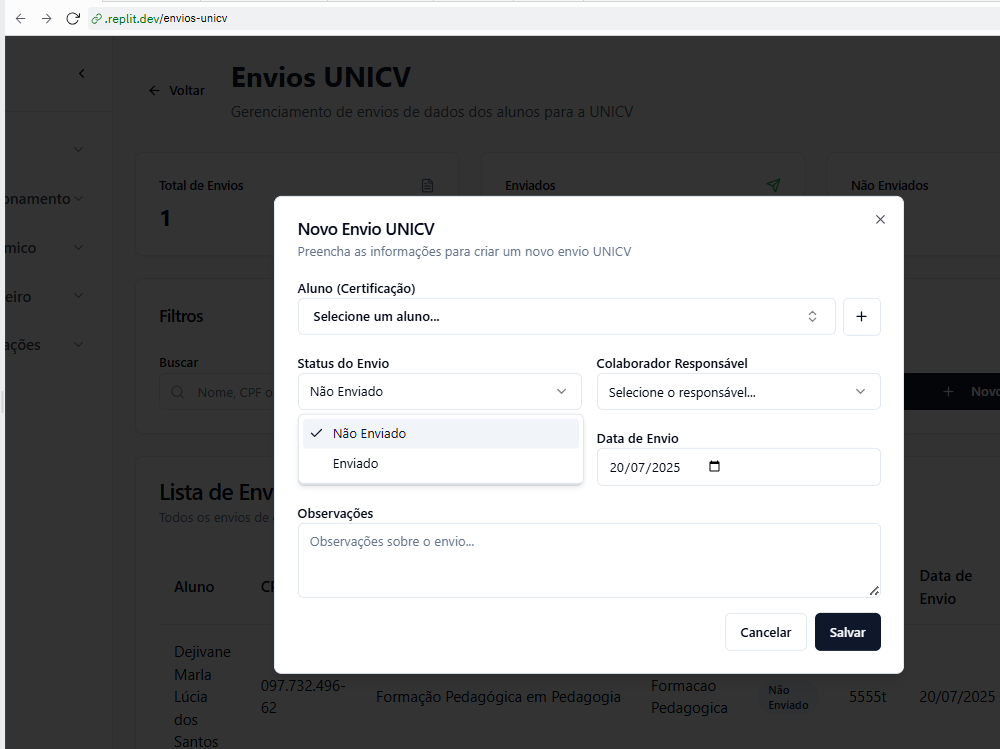 .replit.dev/envios-unicv
Voltar
Envios UNICV
Gerenciamento de envios de dados dos alunos para a UNICV
onamento
mico
eiro
ações
Total de Envios
1
Enviados
Não Enviados
Filtros
Buscar
Nome, CPF o
Novo
Novo Envio UNICV
Preencha as informações para criar um novo envio UNICV
Aluno (Certificação)
Selecione um aluno...
+
Status do Envio
Não Enviado
Não Enviado
Enviado
Colaborador Responsável
Selecione o responsável...
Data de Envio
20/07/2025
Observações
Observações sobre o envio...
Cancelar
Salvar
Lista de Env
Todos os envios de
Aluno
CP
Data de
Envio
Dejivane
Marla
Lúcia
dos
Santos
097.732.496-
62
Formação Pedagógica em Pedagogia
Formacao
Pedagogica
Não
Enviado
5555t
20/07/2025